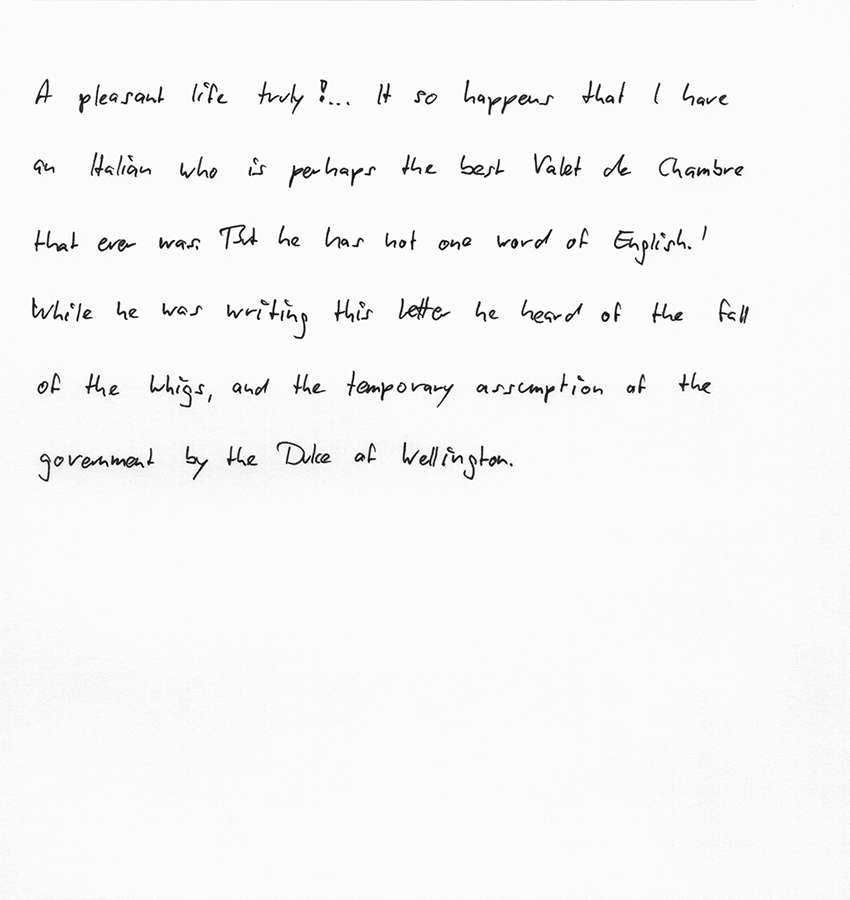 A pleasant life truly!... It so happens that I have
an Italian who is perhaps the best Valet de Chambre
that ever was. But he has not one word of English.'
While he was writing this letter he heard of the fall
of the Whigs, and the temporary assumption of the
government by the Duke of Wellington.